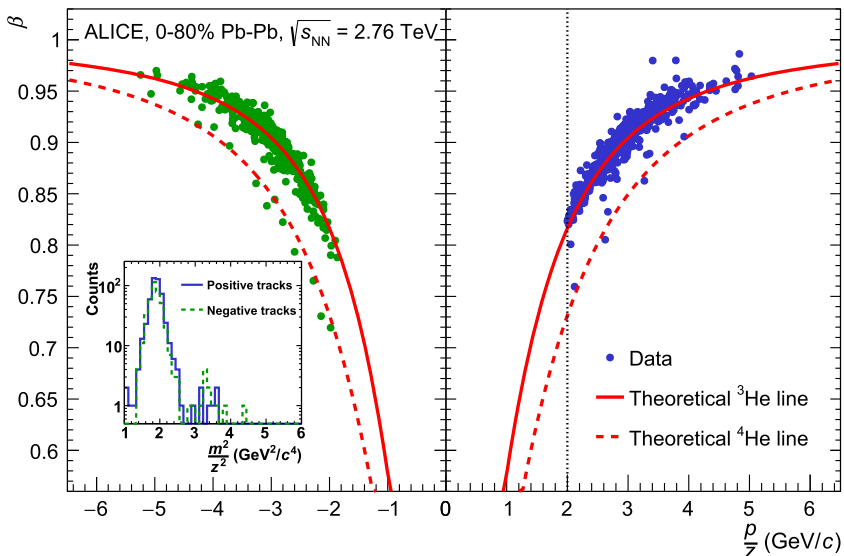 β
ALICE, 0-80% Pb-Pb, √sNN = 2.76 TeV
1
0.95
0.9
0.85
0.8
0.75
0.7
0.65
0.6
Counts
10²
10
1
Positive tracks
Negative tracks
1 2 3 4 5 6
m²/z² (GeV²/c⁴)
Data
Theoretical ³He line
Theoretical ⁴He line
−6 −5 −4 −3 −2 −1 0 1 2 3 4 5 6
p/z (GeV/c)